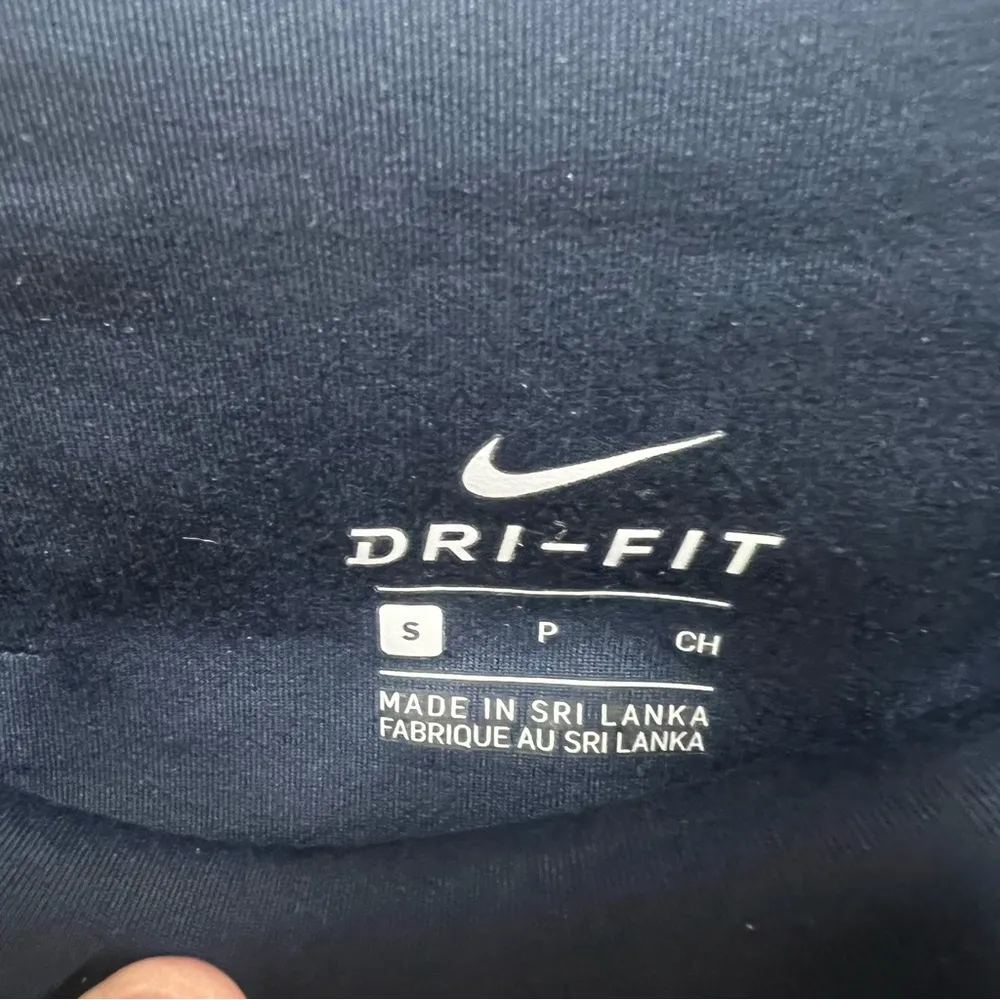 DRI-FIT
S P CH
MADE IN SRI LANKA
FABRIQUE AU SRI LANKA